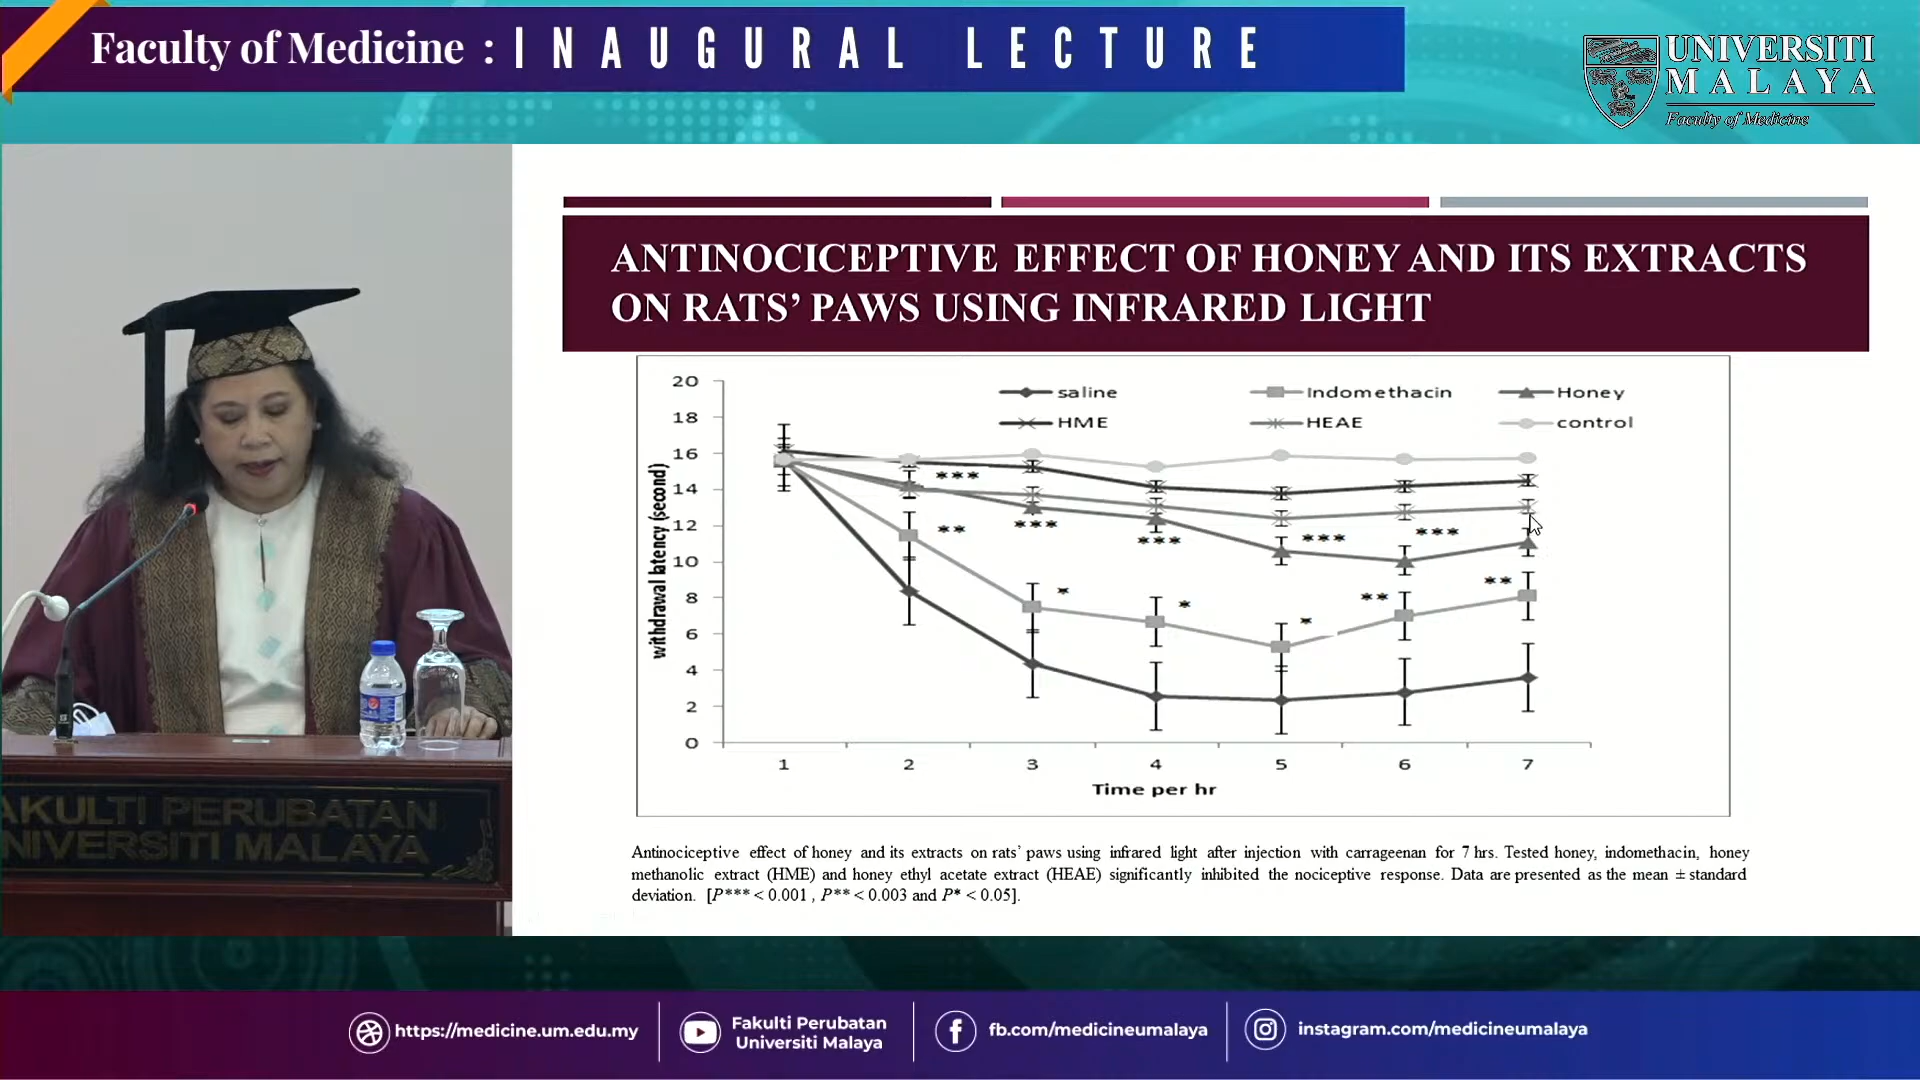 Faculty of Medicine : INAUGURAL LECTURE
UNIVERSITI
MALAYA
Faculty of Medicine
ANTINOCICEPTIVE EFFECT OF HONEY AND ITS EXTRACTS
ON RATS' PAWS USING INFRARED LIGHT
saline
Indomethacin
Honey
HME
HEAE
control
withdrawal latency (second)
20
18
16
14
12
10
8
6
4
2
0
***
**
***
***
***
***
*
*
*
**
**
1 2 3 4 5 6 7
Time per hr
Antinociceptive effect of honey and its extracts on rats' paws using infrared light after injection with carrageenan for 7 hrs. Tested honey, indomethacin, honey
methanolic extract (HME) and honey ethyl acetate extract (HEAE) significantly inhibited the nociceptive response. Data are presented as the mean ± standard
deviation. [P*** < 0.001 , P** < 0.003 and P* < 0.05].
AKULTI PERUBATAN
NIVERSITI MALAYA
https://medicine.um.edu.my
Fakulti Perubatan
Universiti Malaya
fb.com/medicineumalaya
instagram.com/medicineumalaya